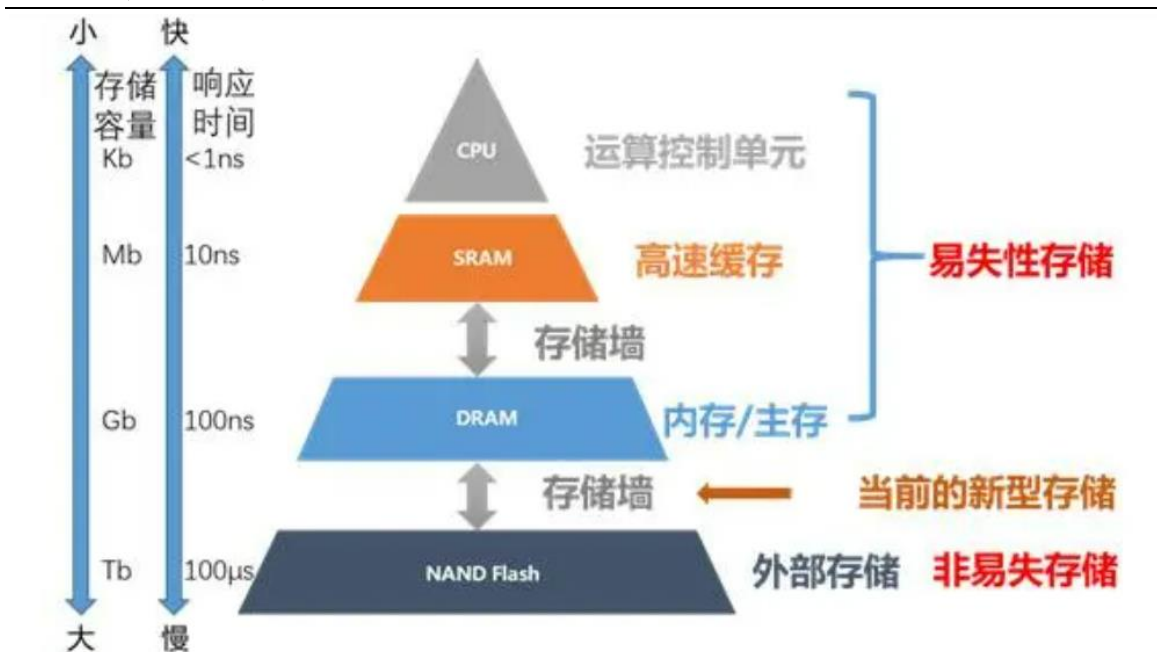 小 快
存储 响应
容量 时间
Kb <1ns CPU 运算控制单元
Mb 10ns SRAM 高速缓存 易失性存储
存储墙
Gb 100ns DRAM 内存/主存
存储墙 当前的新型存储
Tb 100μs NAND Flash 外部存储 非易失存储
大 慢